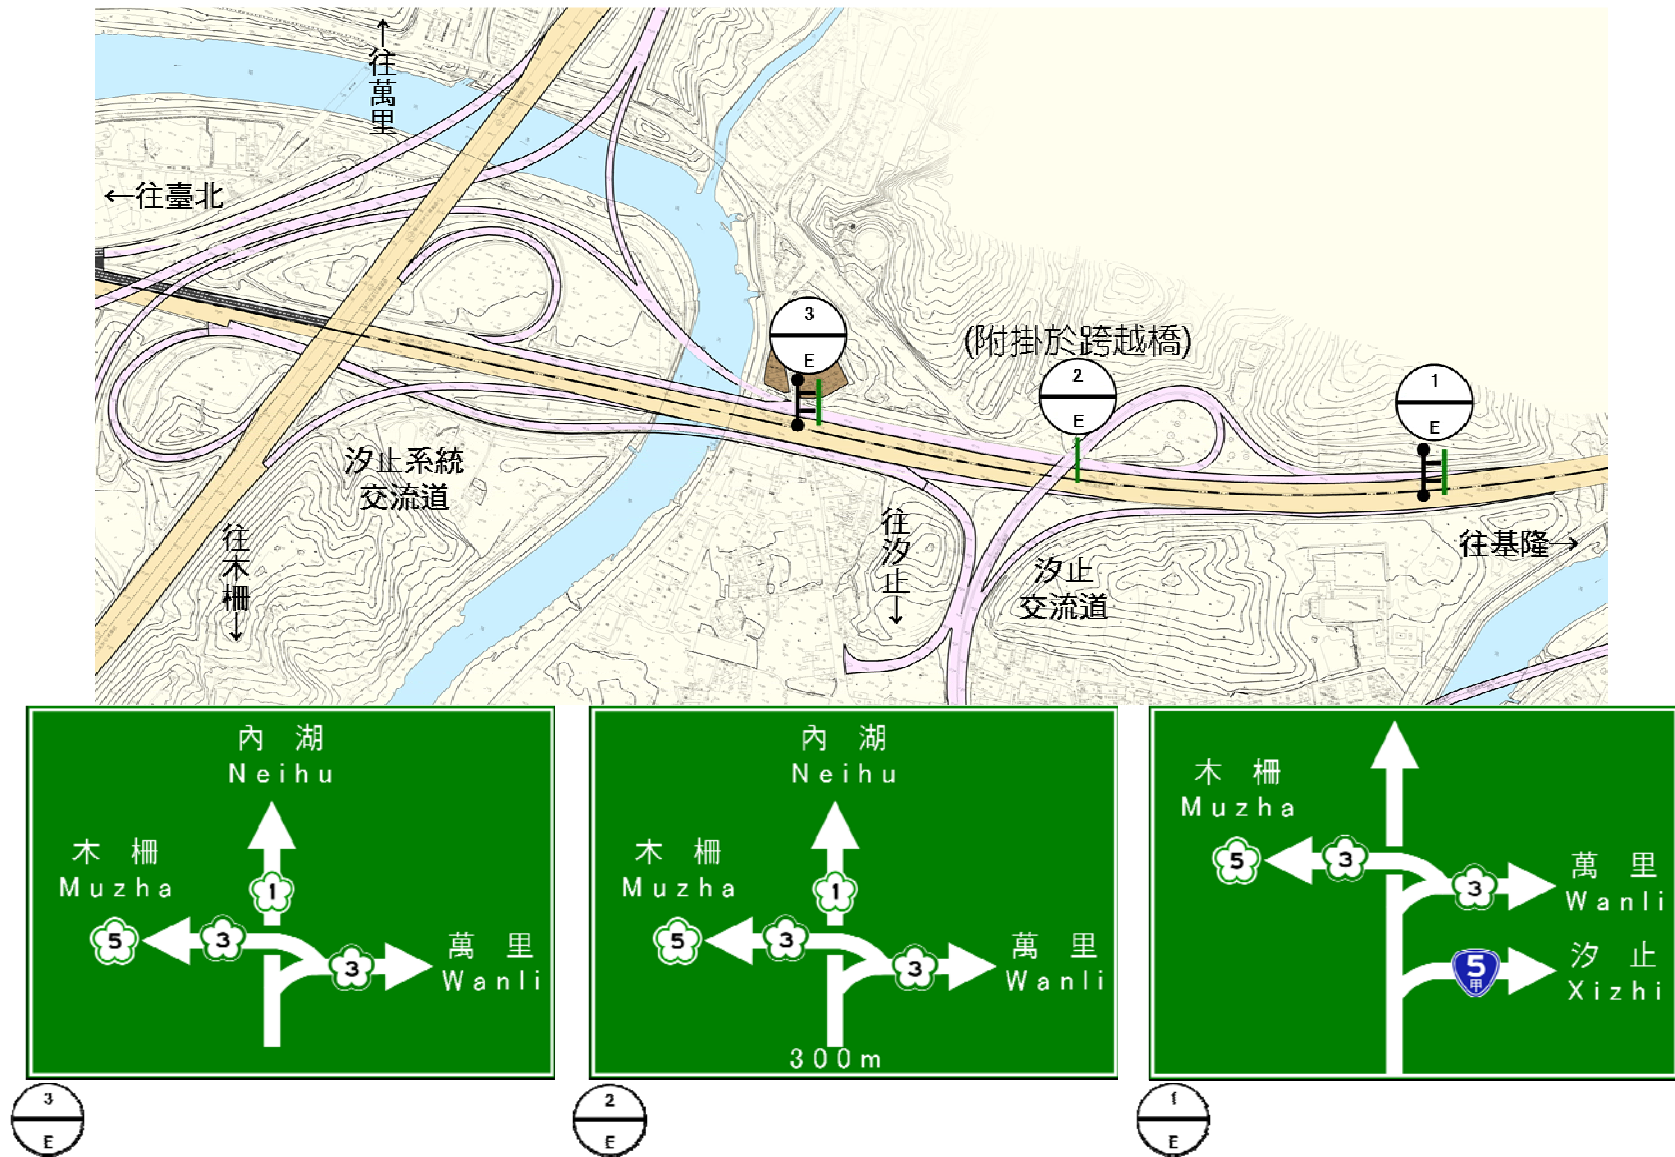 ↑往萬里
←往臺北
3
E
(附掛於跨越橋)
2
E
1
E
汐止系統
交流道
往木柵↓
往汐止↓
汐止
交流道
往基隆→
內湖
Neihu
木柵
Muzha
1
5
3
3
萬里
Wanli
3
E
內湖
Neihu
木柵
Muzha
1
5
3
3
萬里
Wanli
300m
2
E
木柵
Muzha
5
3
3
萬里
Wanli
5
甲
汐止
Xizhi
1
E